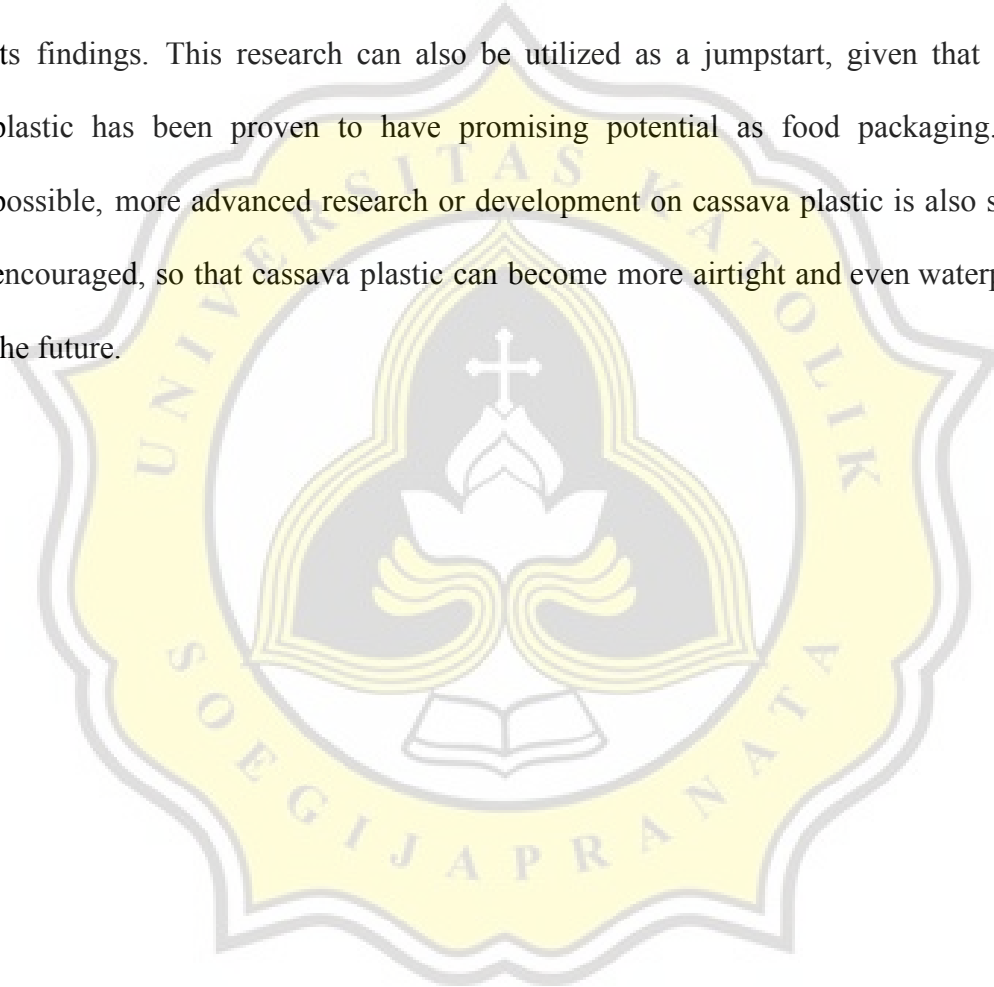 ts findings. This research can also be utilized as a jumpstart, given that
plastic has been proven to have promising potential as food packaging.
possible, more advanced research or development on cassava plastic is also s
encouraged, so that cassava plastic can become more airtight and even waterp
he future.
UNIVERSITAS KATOLIK
SOEGIJAPRANATA